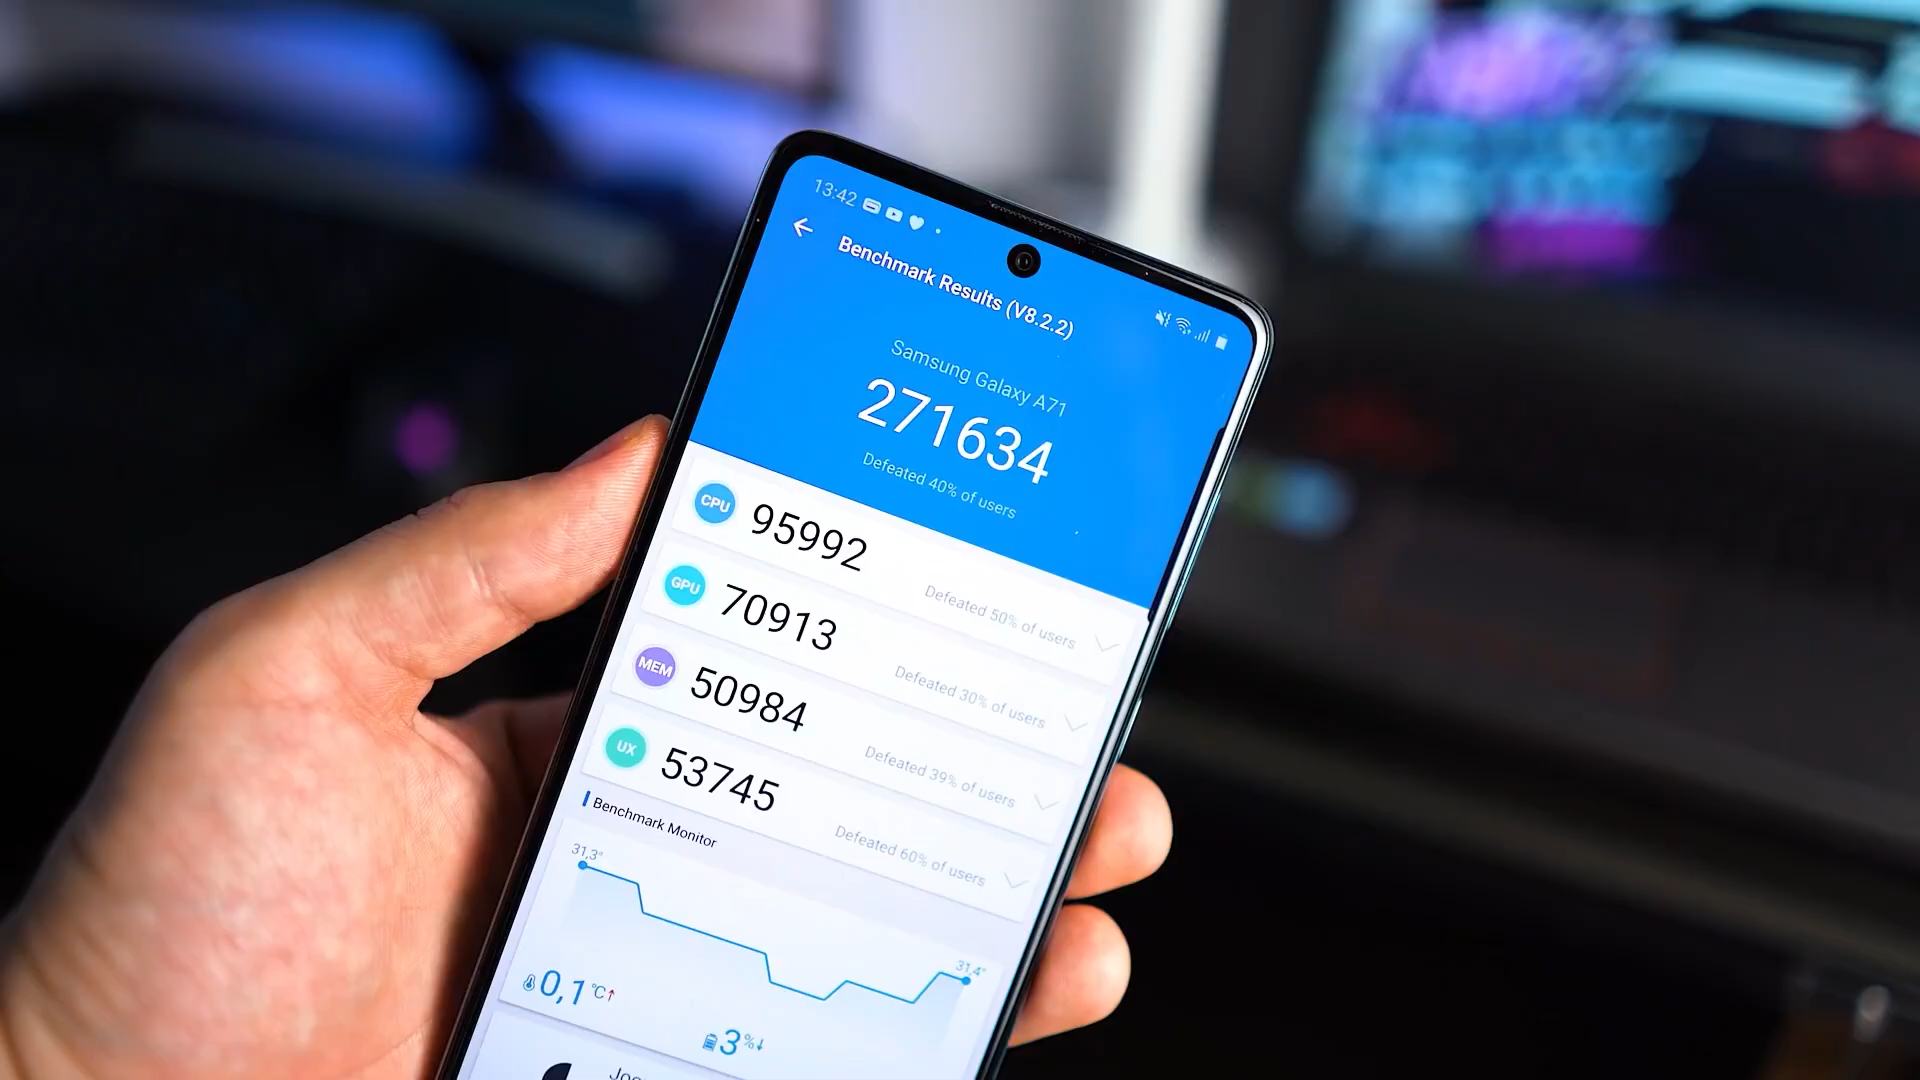 13:42
Benchmark Results (V8.2.2)
Samsung Galaxy A71
271634
Defeated 40% of users
CPU 95992 Defeated 50% of users
GPU 70913 Defeated 30% of users
MEM 50984 Defeated 39% of users
UX 53745 Defeated 60% of users
Benchmark Monitor
31,3°
31,4°
0,1 °C↑
3%↓